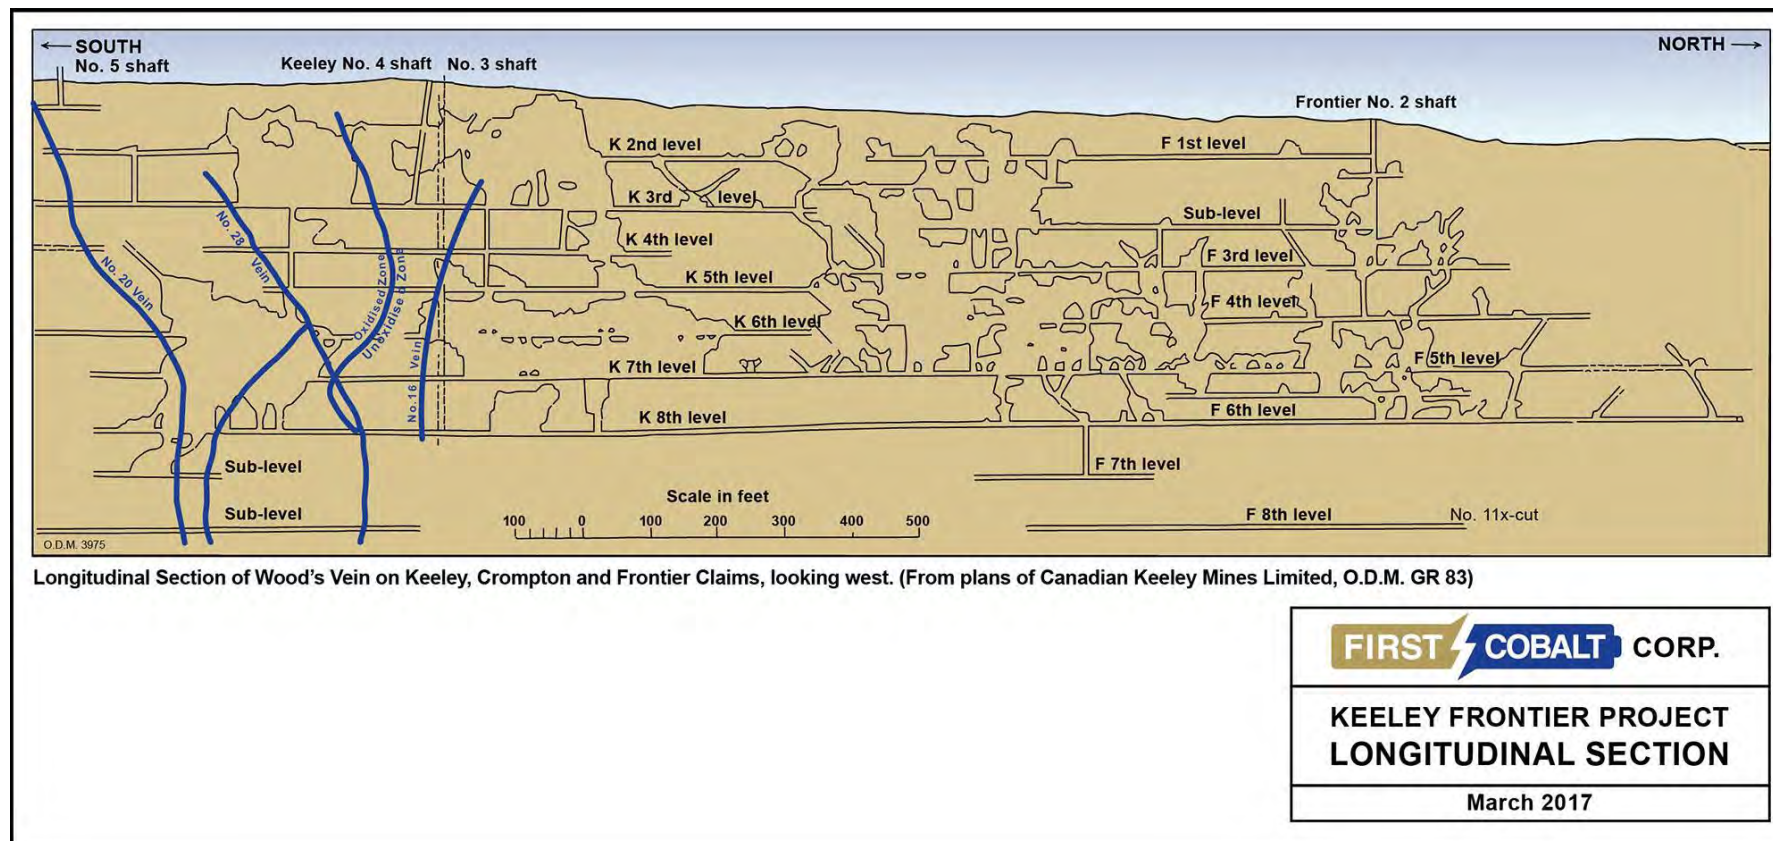 ← SOUTH
NORTH →
No. 5 shaft
Keeley No. 4 shaft
No. 3 shaft
Frontier No. 2 shaft
K 2nd level
F 1st level
K 3rd level
Sub-level
K 4th level
F 3rd level
K 5th level
F 4th level
K 6th level
F 5th level
K 7th level
F 6th level
K 8th level
F 7th level
No. 28 Vein
No. 20 Vein
Oxidised Zone
Unoxidised Zone
No. 16 Vein
Sub-level
Sub-level
Scale in feet
100 0 100 200 300 400 500
F 8th level
No. 11x-cut
O.D.M. 3975
Longitudinal Section of Wood's Vein on Keeley, Crompton and Frontier Claims, looking west. (From plans of Canadian Keeley Mines Limited, O.D.M. GR 83)
FIRST COBALT CORP.
KEELEY FRONTIER PROJECT
LONGITUDINAL SECTION
March 2017